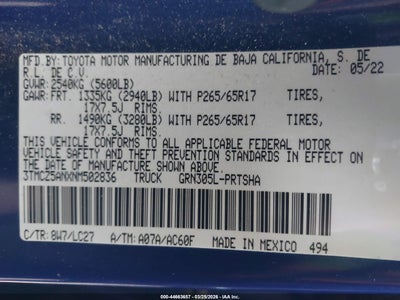 MFD.BY:TOYOTA MOTOR MANUFACTURING DE BAJA CALIFORNIA, S. DE
R.L. DE C.V. DATE: 05/22
GVWR:2540KG (5600LB)
GAWR:FRT. 1335KG (2940LB) WITH P265/65R17 TIRES,
17X7.5J RIMS.
RR. 1490KG (3280LB) WITH P265/65R17 TIRES,
17X7.5J RIMS.
THIS VEHICLE CONFORMS TO ALL APPLICABLE FEDERAL MOTOR
VEHICLE SAFETY AND THEFT PREVENTION STANDARDS IN EFFECT ON
THE DATE OF MANUFACTURE SHOWN ABOVE.
3TMCZ5ANXNM502836 TRUCK GRN305L-PRTSHA
C/TR: 8W7/LC27 A/TM: A07A/AC60F MADE IN MEXICO 494
000-44663657 - 03/25/2026 - IAAI.COM